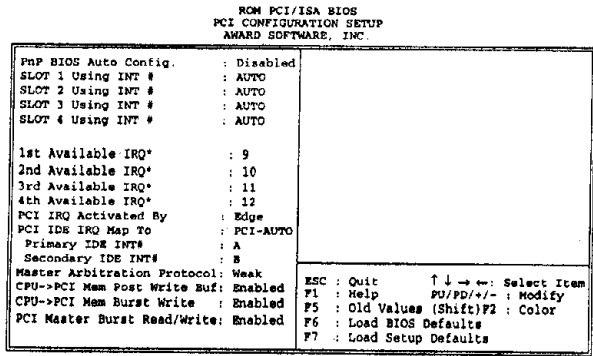 ROM PCI/ISA BIOS
PCI CONFIGURATION SETUP
AWARD SOFTWARE, INC.
PnP BIOS Auto Config. : Disabled
SLOT 1 Using INT # : AUTO
SLOT 2 Using INT # : AUTO
SLOT 3 Using INT # : AUTO
SLOT 4 Using INT # : AUTO
1st Available IRQ* : 9
2nd Available IRQ* : 10
3rd Available IRQ* : 11
4th Available IRQ* : 12
PCI IRQ Activated By : Edge
PCI IDE IRQ Map To : PCI-AUTO
Primary IDE INT# : A
Secondary IDE INT# : B
Master Arbitration Protocol: Weak
CPU->PCI Mem Post Write Buf: Enabled
CPU->PCI Mem Burst Write : Enabled
PCI Master Burst Read/Write: Enabled
ESC : Quit ↑ ↓ → ← : Select Item
F1 : Help PU/PD/+/- : Modify
F5 : Old Values (Shift)F2 : Color
F6 : Load BIOS Defaults
F7 : Load Setup Defaults